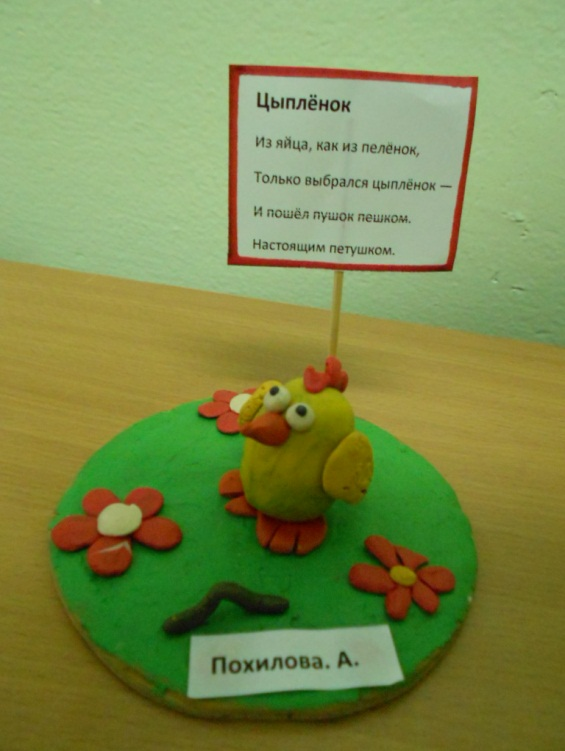 Цыплёнок
Из яйца, как из пелёнок,
Только выбрался цыплёнок —
И пошёл пушок пешком.
Настоящим петушком.
Похилова. А.